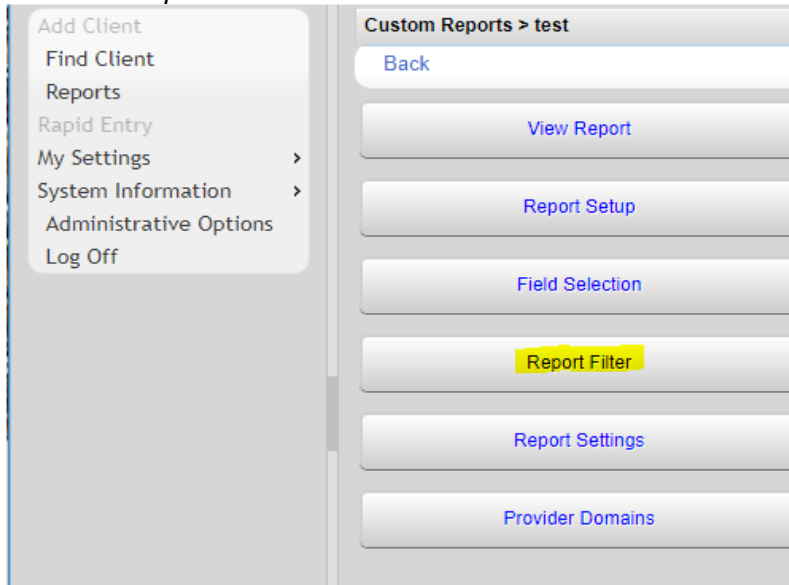 Add Client
Find Client
Reports
Rapid Entry
My Settings >
System Information >
Administrative Options
Log Off
Custom Reports > test
Back
View Report
Report Setup
Field Selection
Report Filter
Report Settings
Provider Domains